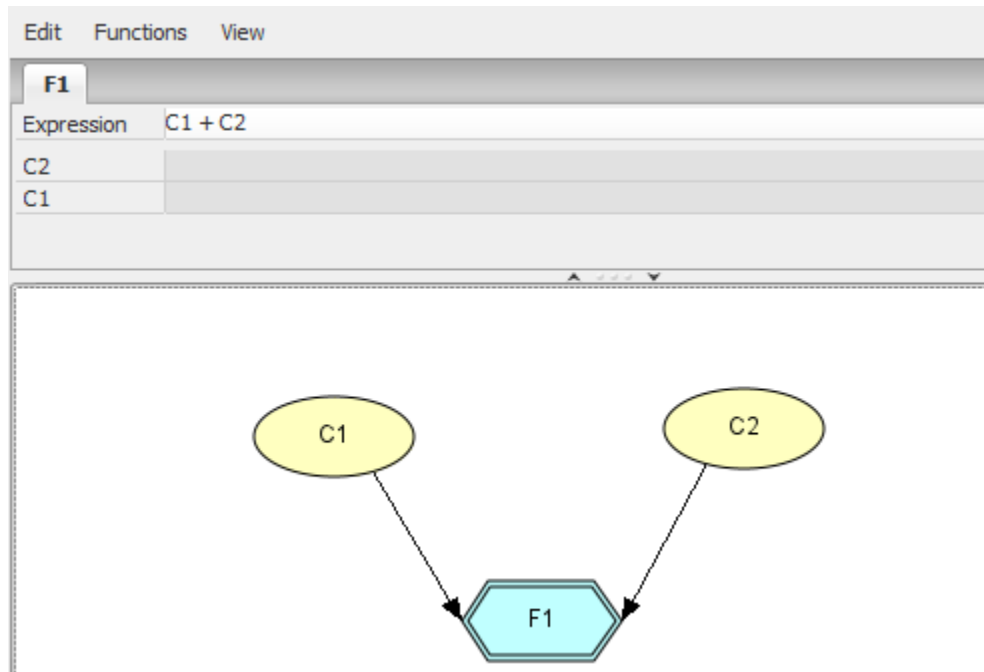 Edit Functions View
F1
Expression C1 + C2
C2
C1
C1 C2
F1